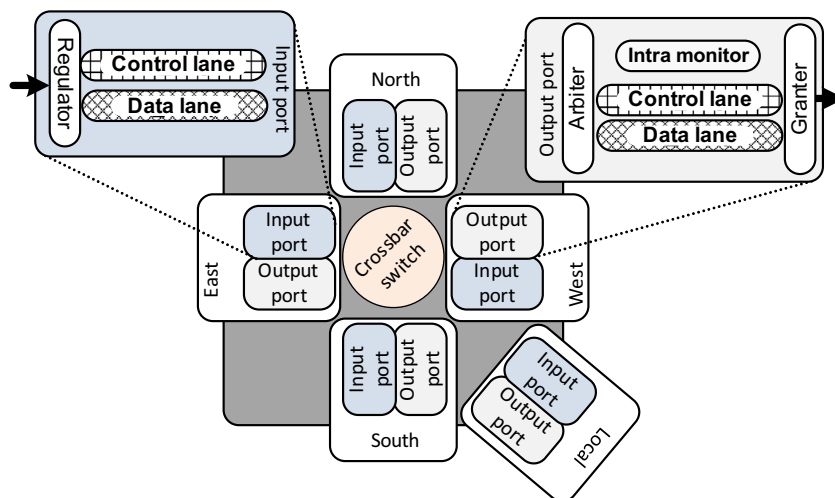 Regulator
Control lane
Data lane
Input port
Output port
Arbiter
Intra monitor
Control lane
Data lane
Granter
North
Input
port
Output
port
East
Input
port
Output
port
Crossbar
switch
Output
port
Input
port
West
Input
port
Output
port
South
Input
port
Output
port
Local